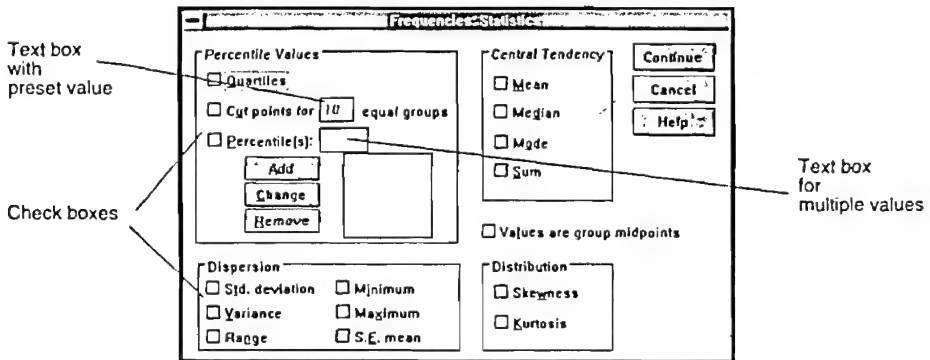 Frequencies: Statistics
Text box
with
preset value
Percentile Values
Quartiles
Cut points for 10 equal groups
Percentile(s):
Add
Change
Remove
Check boxes
Central Tendency
Mean
Median
Mode
Sum
Continue
Cancel
Help
Text box
for
multiple values
Values are group midpoints
Dispersion
Std. deviation
Minimum
Variance
Maximum
Range
S.E. mean
Distribution
Skewness
Kurtosis